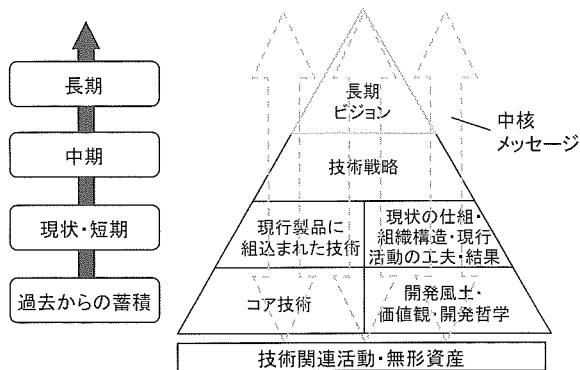 長期
中期
現状・短期
過去からの蓄積
長期
ビジョン
中核
メッセージ
技術戦略
現行製品に
組込まれた技術
現状の仕組・
組織構造・現行
活動の工夫・結果
コア技術
開発風土・
価値観・開発哲学
技術関連活動・無形資産